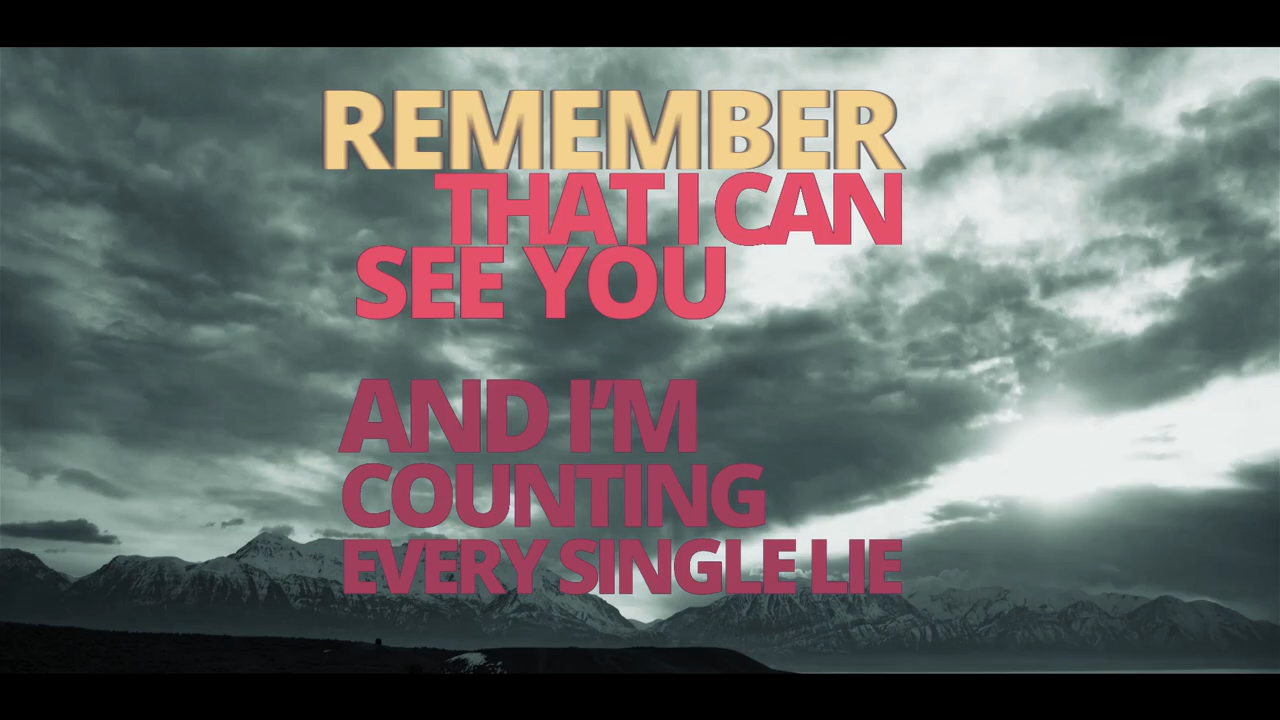 REMEMBER
THAT I CAN
SEE YOU
AND I'M
COUNTING
EVERY SINGLE LIE